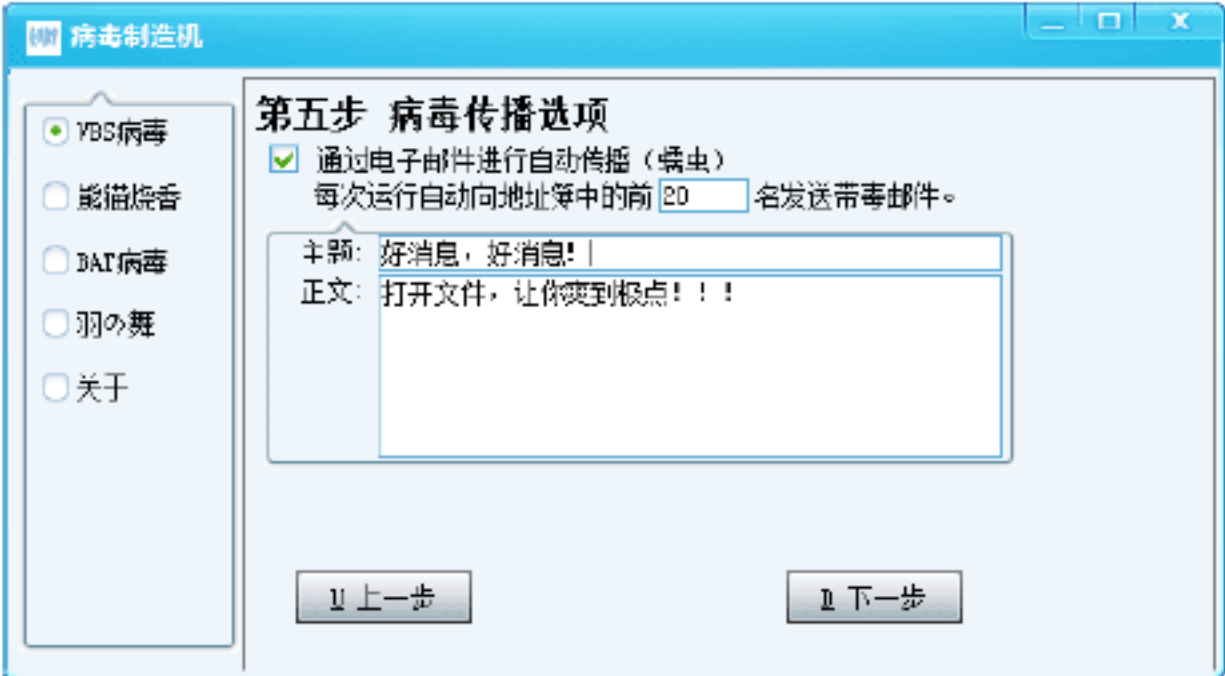 病毒制造机
VBS病毒
熊猫烧香
BAT病毒
羽の舞
关于
第五步 病毒传播选项
通过电子邮件进行自动传播（蠕虫）
每次运行自动向地址簿中的前 20 名发送带毒邮件。
主题: 好消息，好消息!
正文: 打开文件，让你爽到极点！！！
U 上一步
D 下一步